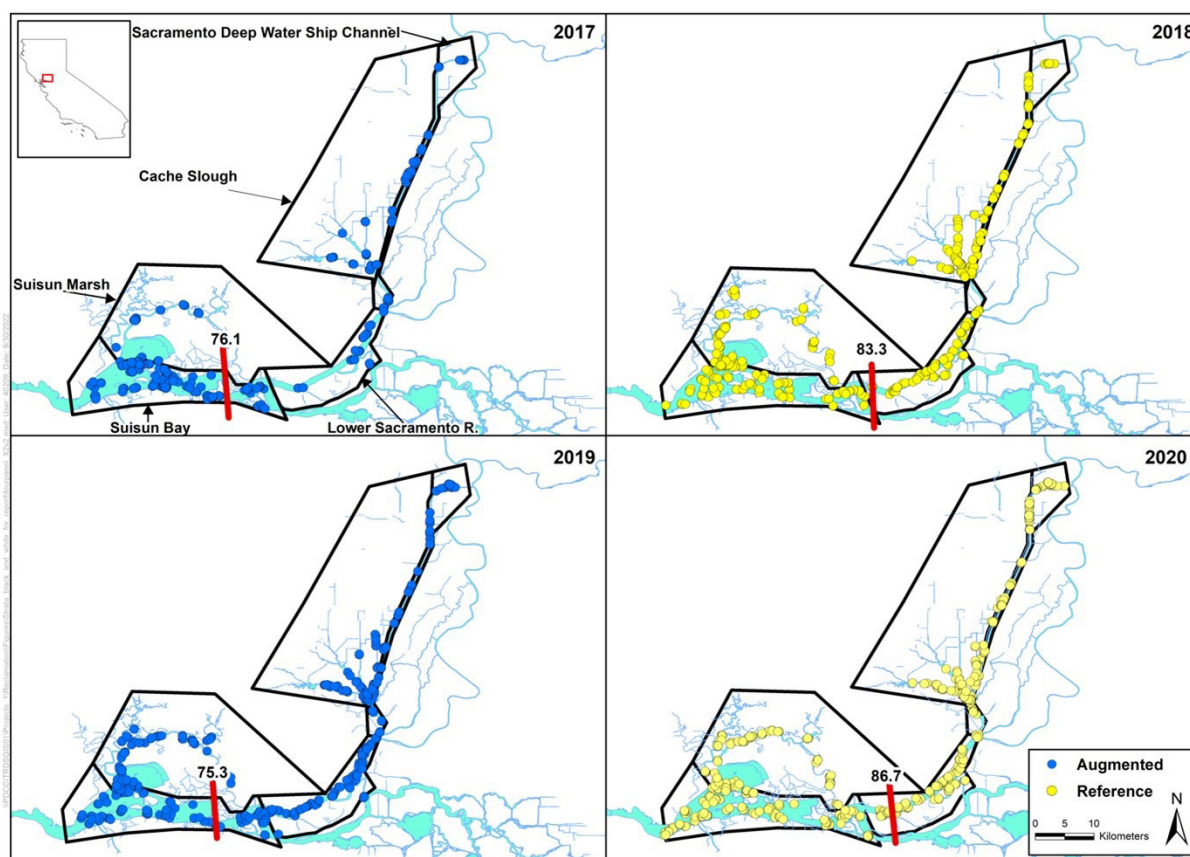 Sacramento Deep Water Ship Channel
2017
Cache Slough
Suisun Marsh
76.1
Suisun Bay
Lower Sacramento R.
2018
83.3
2019
75.3
2020
86.7
Augmented
Reference
0 5 10
Kilometers
N